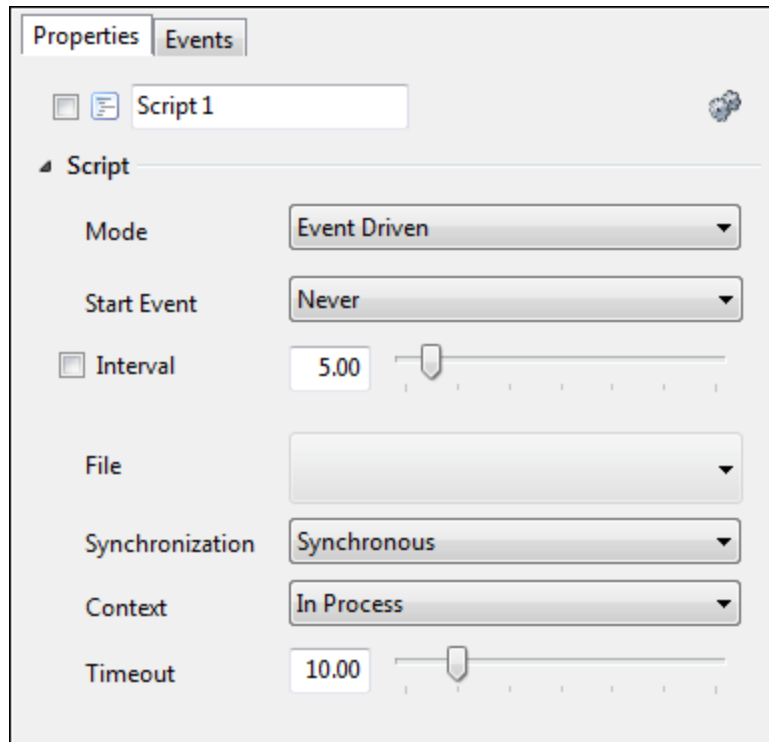 Properties Events
Script 1
Script
Mode Event Driven
Start Event Never
Interval 5.00
File
Synchronization Synchronous
Context In Process
Timeout 10.00